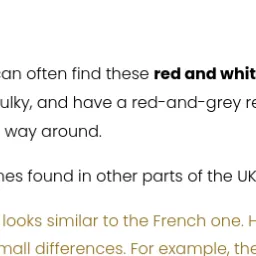 can often find these red and whit
ulky, and have a red-and-grey re
way around.
nes found in other parts of the UK
looks similar to the French one. H
mall differences. For example, the